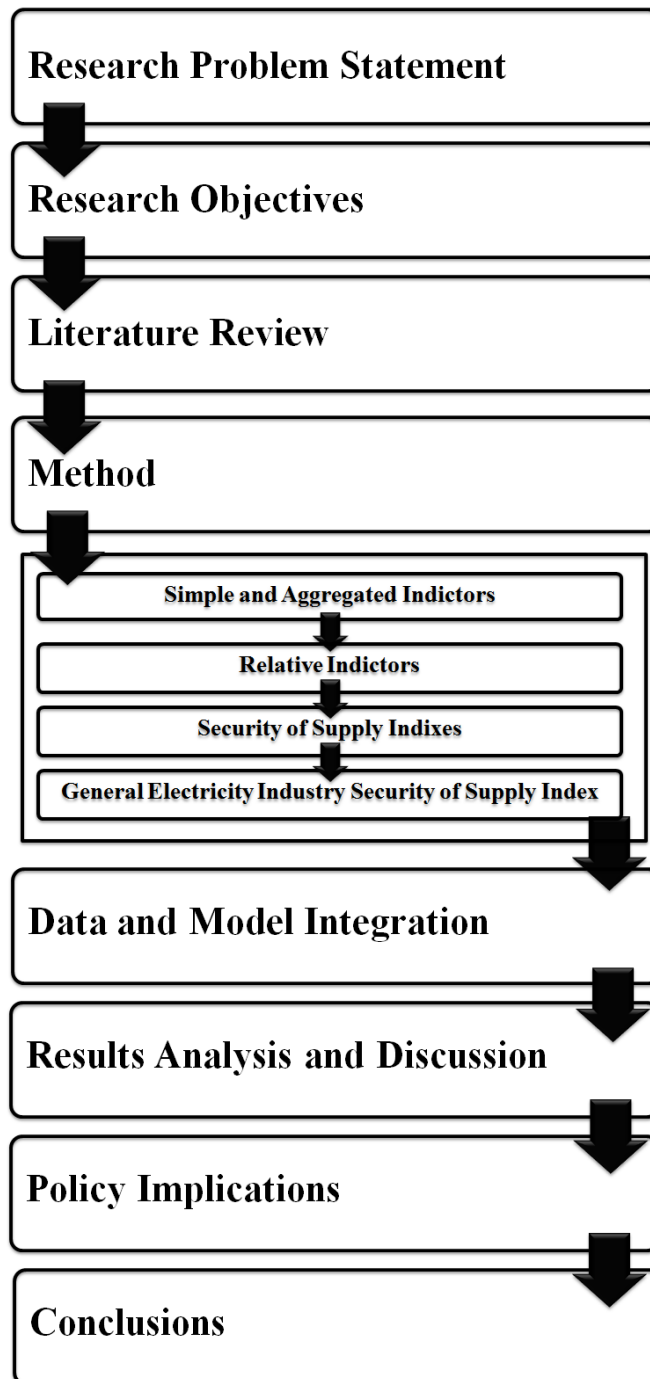 Research Problem Statement
Research Objectives
Literature Review
Method
Simple and Aggregated Indictors
Relative Indictors
Security of Supply Indixes
General Electricity Industry Security of Supply Index
Data and Model Integration
Results Analysis and Discussion
Policy Implications
Conclusions